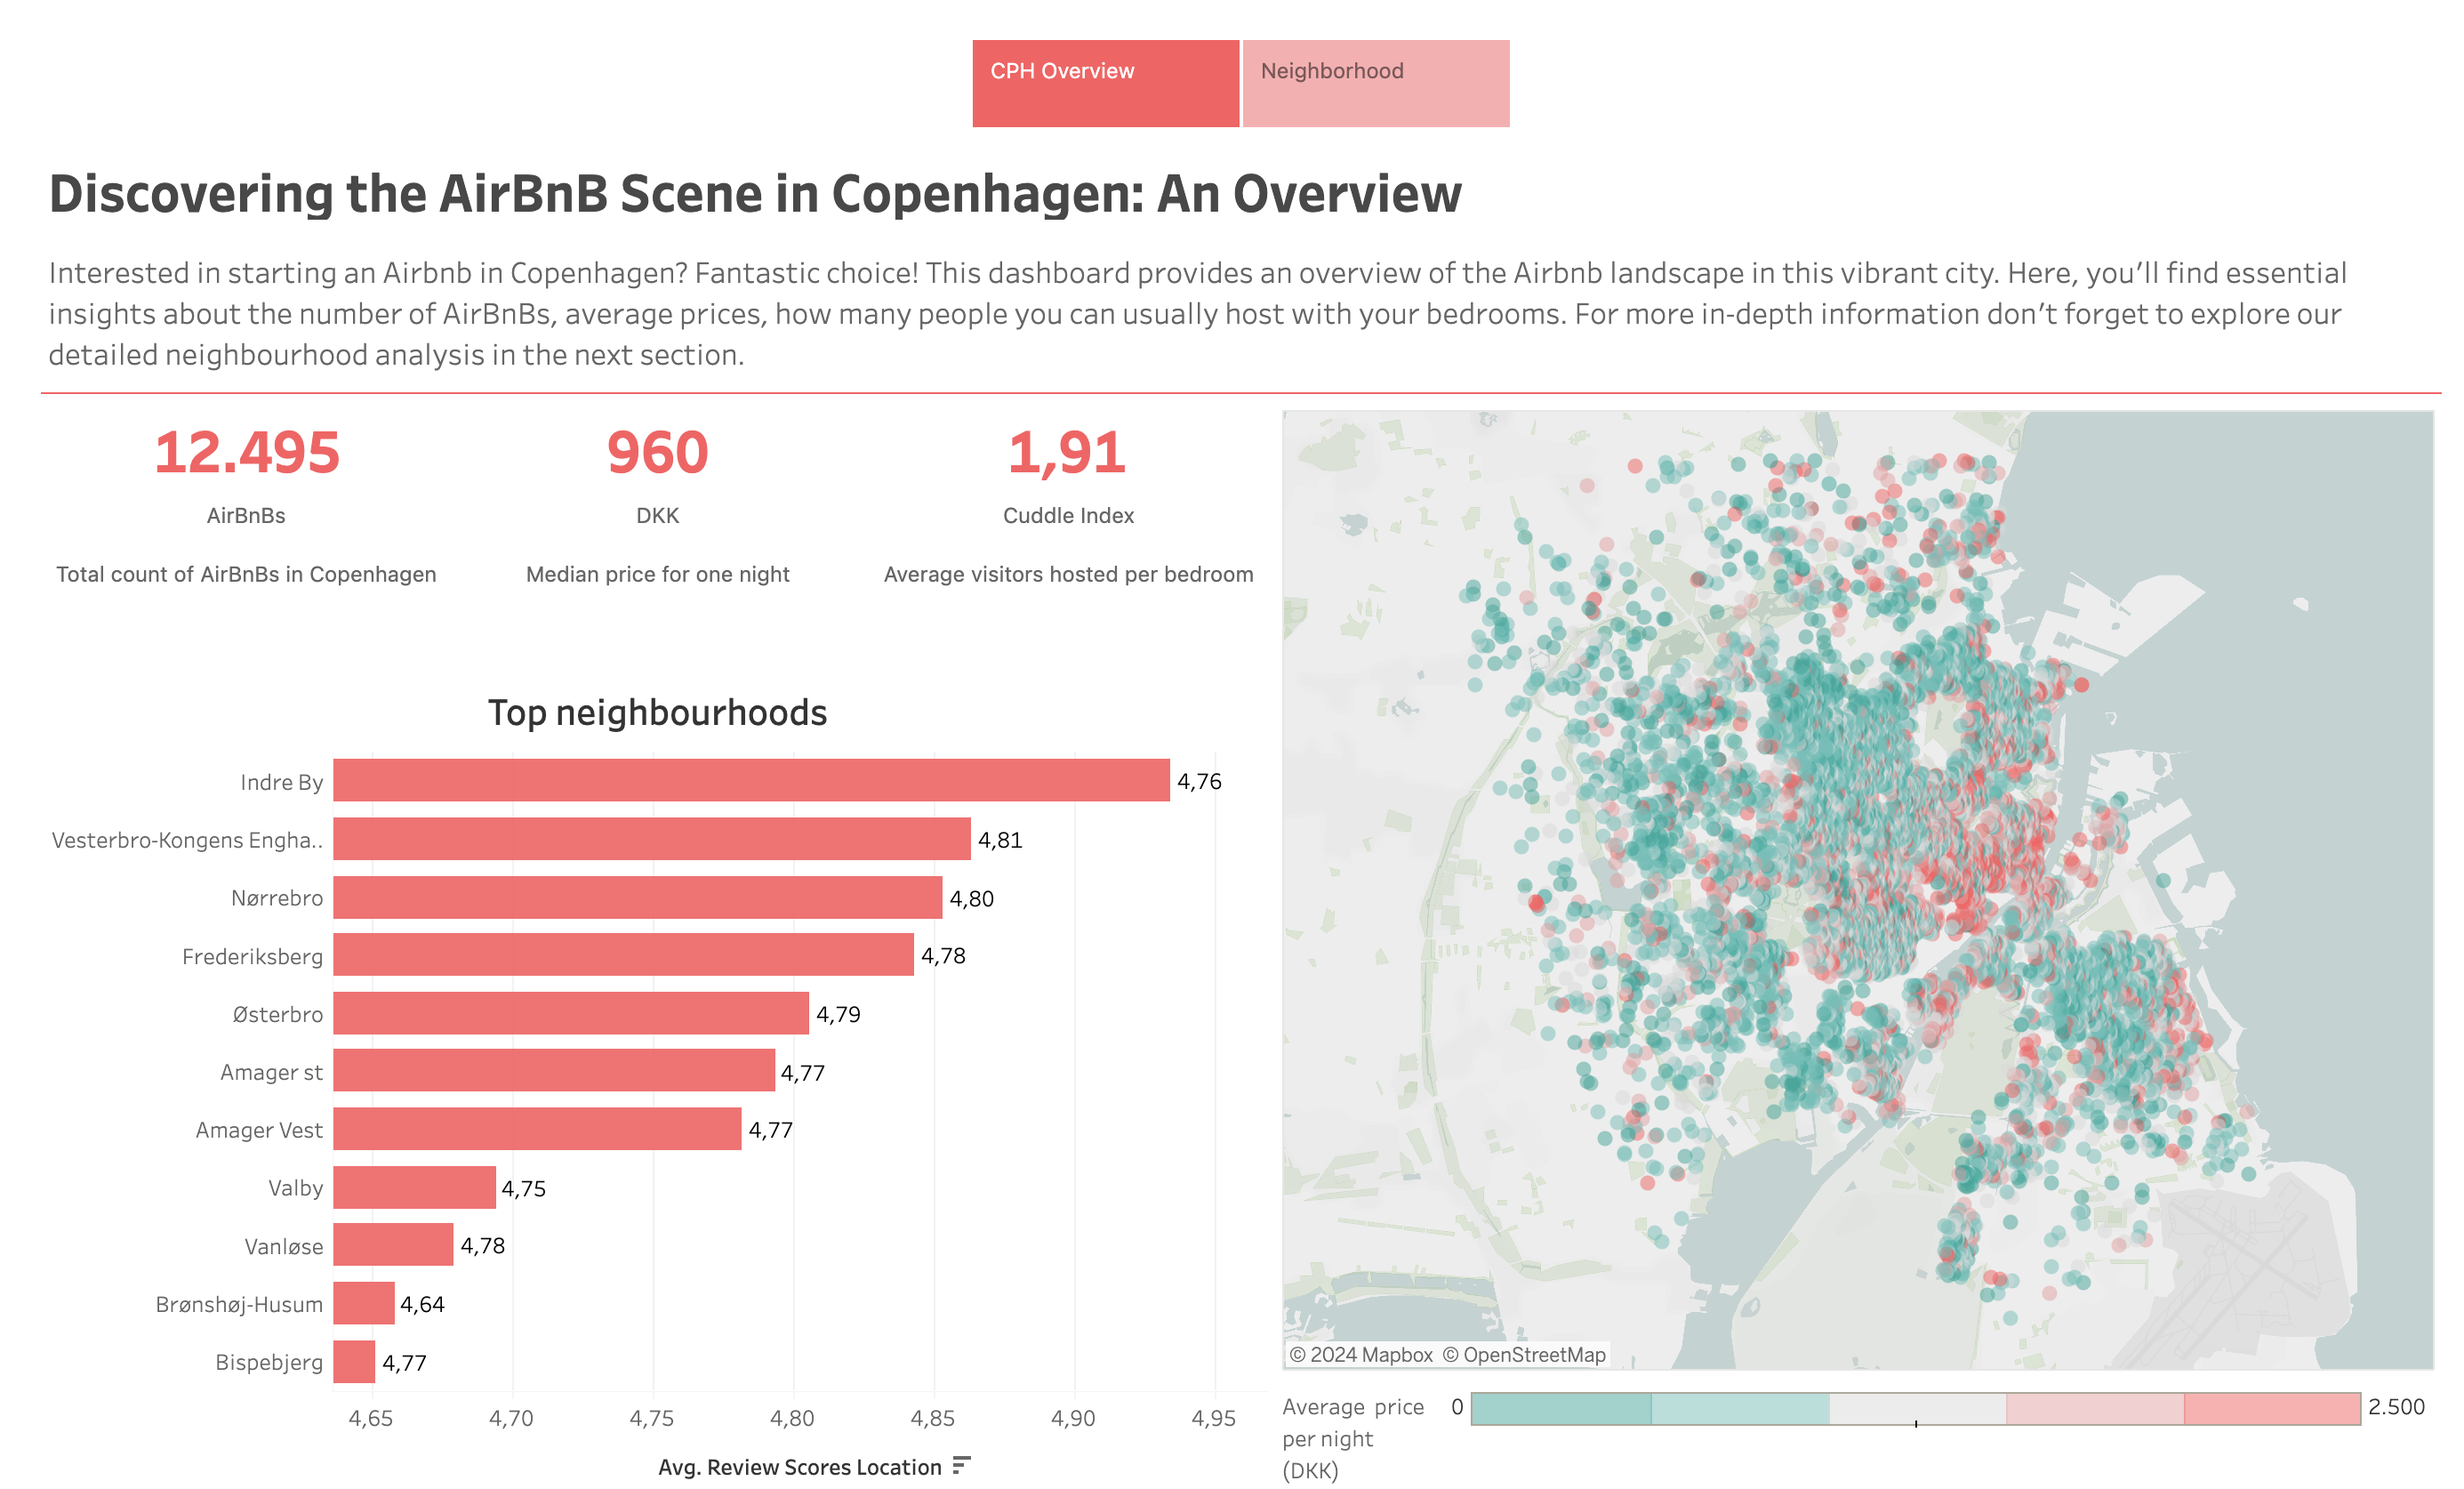 CPH Overview
Neighborhood
Discovering the AirBnB Scene in Copenhagen: An Overview
Interested in starting an Airbnb in Copenhagen? Fantastic choice! This dashboard provides an overview of the Airbnb landscape in this vibrant city. Here, you’ll find essential
insights about the number of AirBnBs, average prices, how many people you can usually host with your bedrooms. For more in-depth information don’t forget to explore our
detailed neighbourhood analysis in the next section.
12.495
AirBnBs
Total count of AirBnBs in Copenhagen
960
DKK
Median price for one night
1,91
Cuddle Index
Average visitors hosted per bedroom
Top neighbourhoods
Indre By 4,76
Vesterbro-Kongens Engha.. 4,81
Nørrebro 4,80
Frederiksberg 4,78
Østerbro 4,79
Amager st 4,77
Amager Vest 4,77
Valby 4,75
Vanløse 4,78
Brønshøj-Husum 4,64
Bispebjerg 4,77
4,65 4,70 4,75 4,80 4,85 4,90 4,95
Avg. Review Scores Location
© 2024 Mapbox © OpenStreetMap
Average price
per night
(DKK)
0
2.500